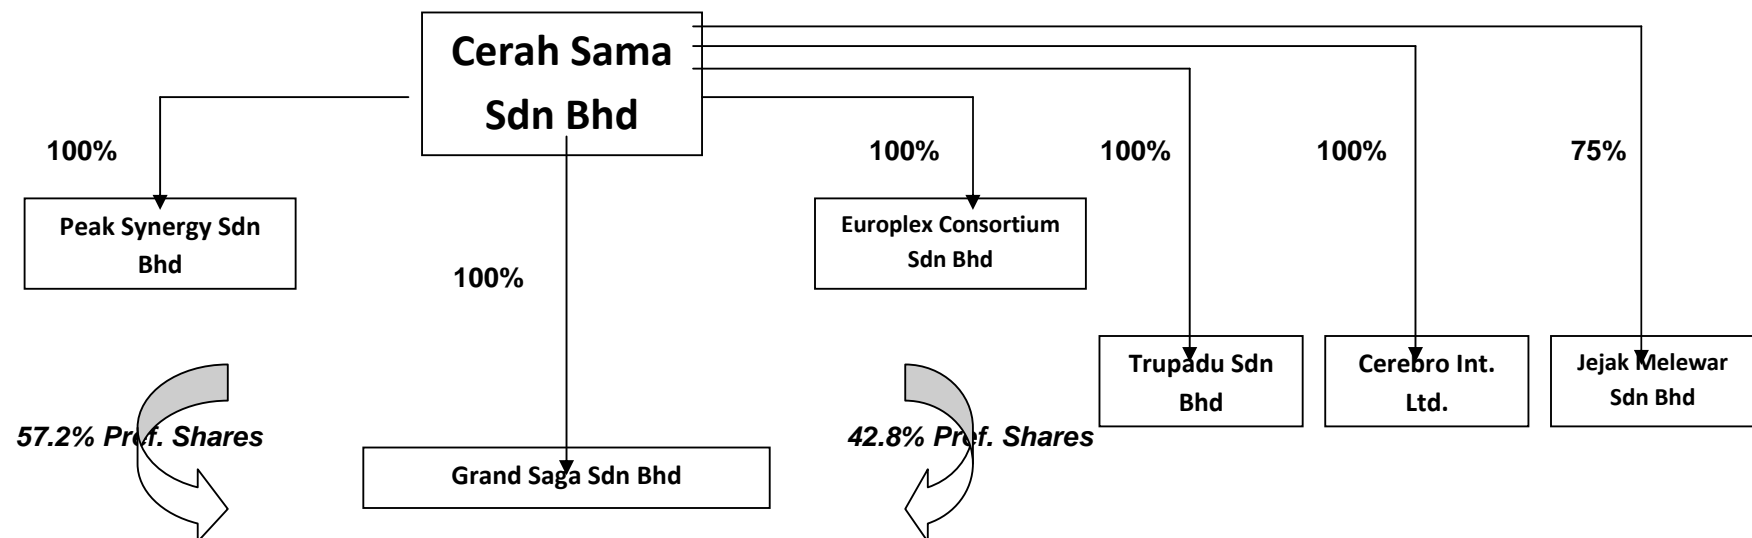 Cerah Sama
Sdn Bhd
100%
100%
100%
100%
75%
Peak Synergy Sdn
Bhd
Europlex Consortium
Sdn Bhd
100%
Trupadu Sdn
Bhd
Cerebro Int.
Ltd.
Jejak Melewar
Sdn Bhd
57.2% Pref. Shares
42.8% Pref. Shares
Grand Saga Sdn Bhd